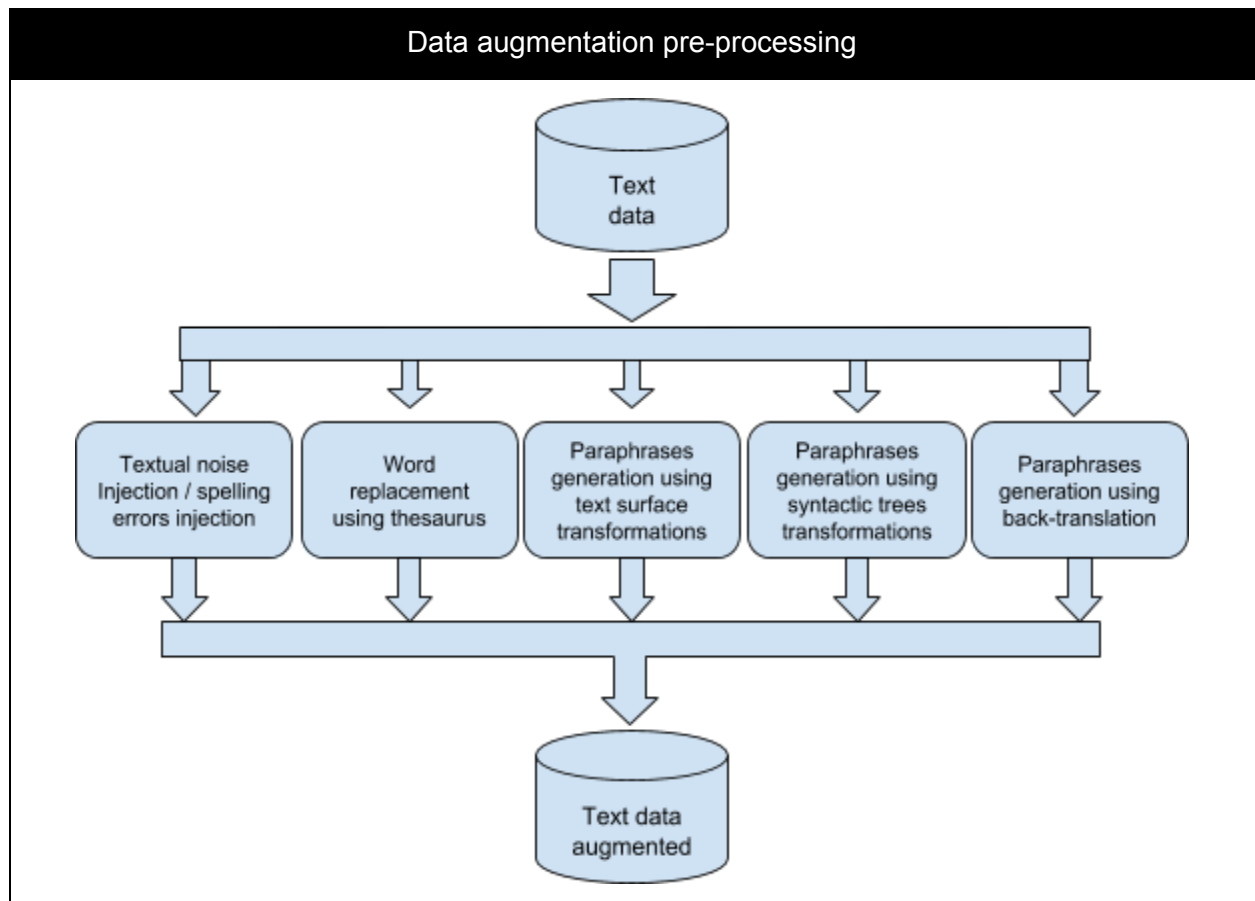 Data augmentation pre-processing
Text
data
Textual noise
Injection / spelling
errors injection
Word
replacement
using thesaurus
Paraphrases
generation using
text surface
transformations
Paraphrases
generation using
syntactic trees
transformations
Paraphrases
generation using
back-translation
Text data
augmented